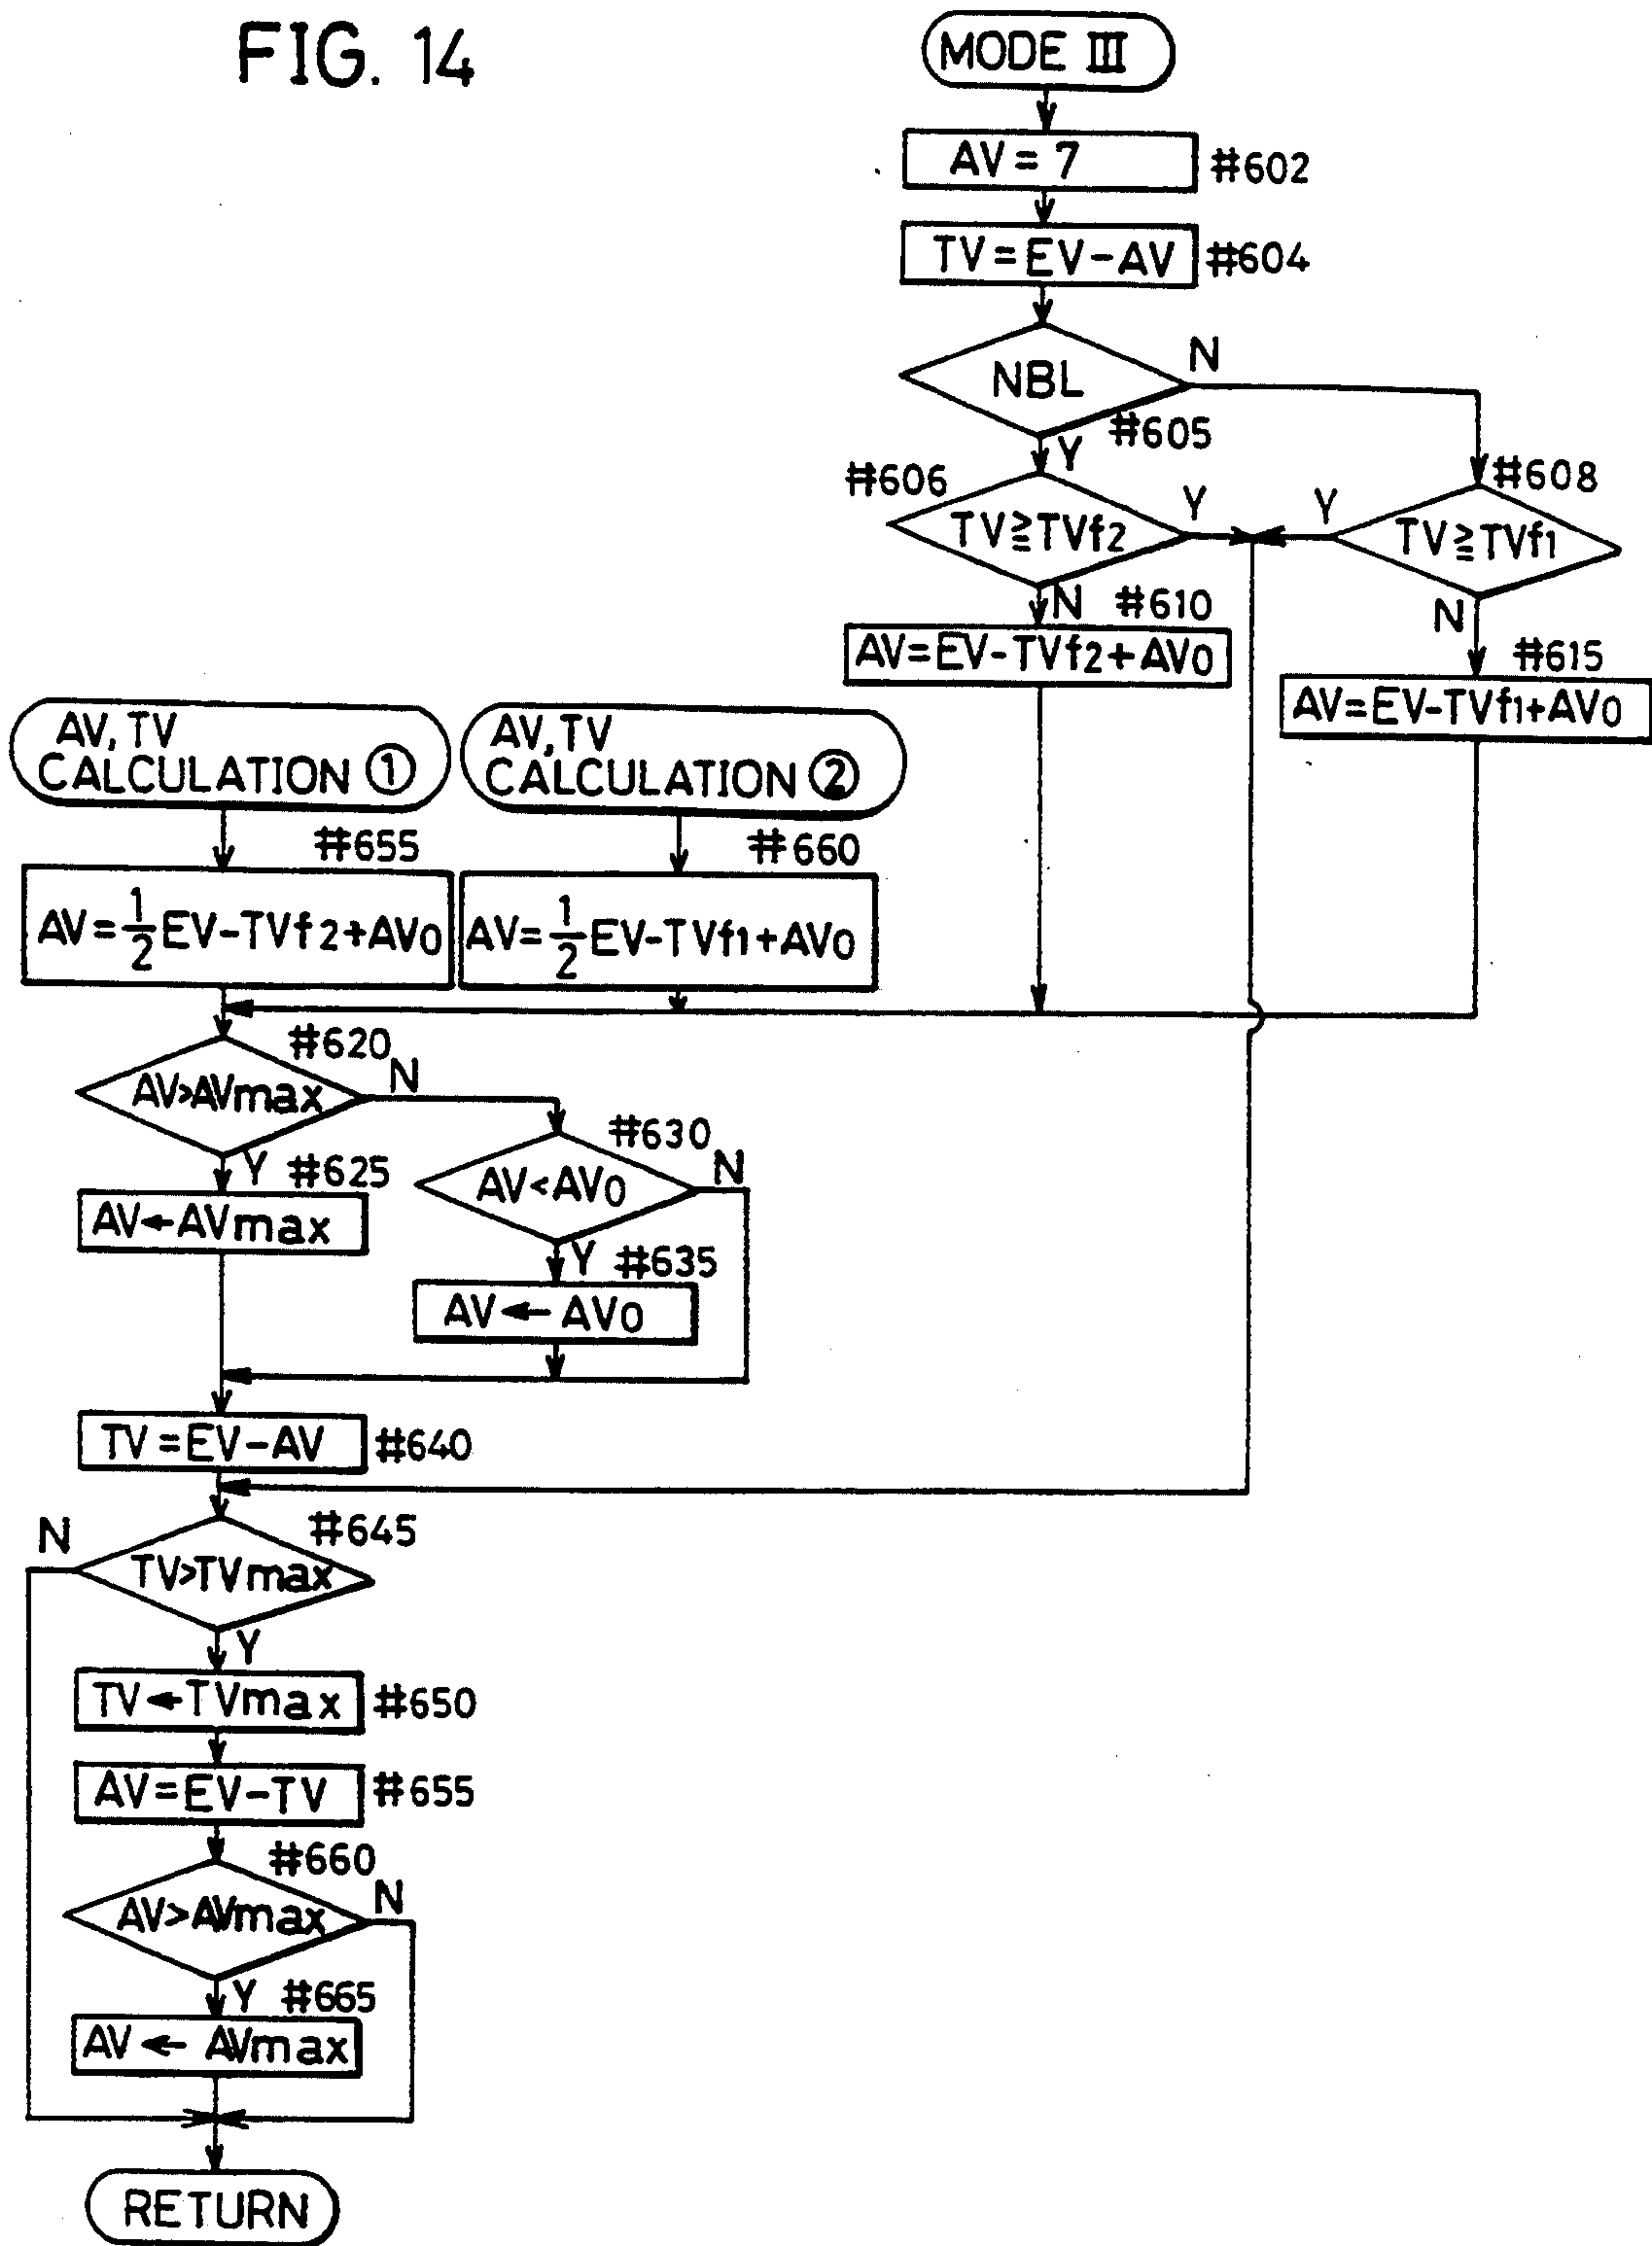 FIG. 14
MODE III
AV = 7
#602
TV = EV - AV
#604
NBL
N
#605
Y
#606
TV ≧ TVf2
Y
N
#608
TV ≧ TVf1
Y
N
#610
AV = EV - TVf2 + AV0
#615
AV = EV - TVf1 + AV0
AV, TV
CALCULATION ①
#655
AV = 1/2 EV - TVf2 + AV0
AV, TV
CALCULATION ②
#660
AV = 1/2 EV - TVf1 + AV0
#620
AV > AVmax
N
Y
#625
AV ← AVmax
#630
AV < AV0
N
Y
#635
AV ← AV0
TV = EV - AV
#640
#645
TV > TVmax
N
Y
TV ← TVmax
#650
AV = EV - TV
#655
#660
AV > AVmax
N
Y
#665
AV ← AVmax
RETURN